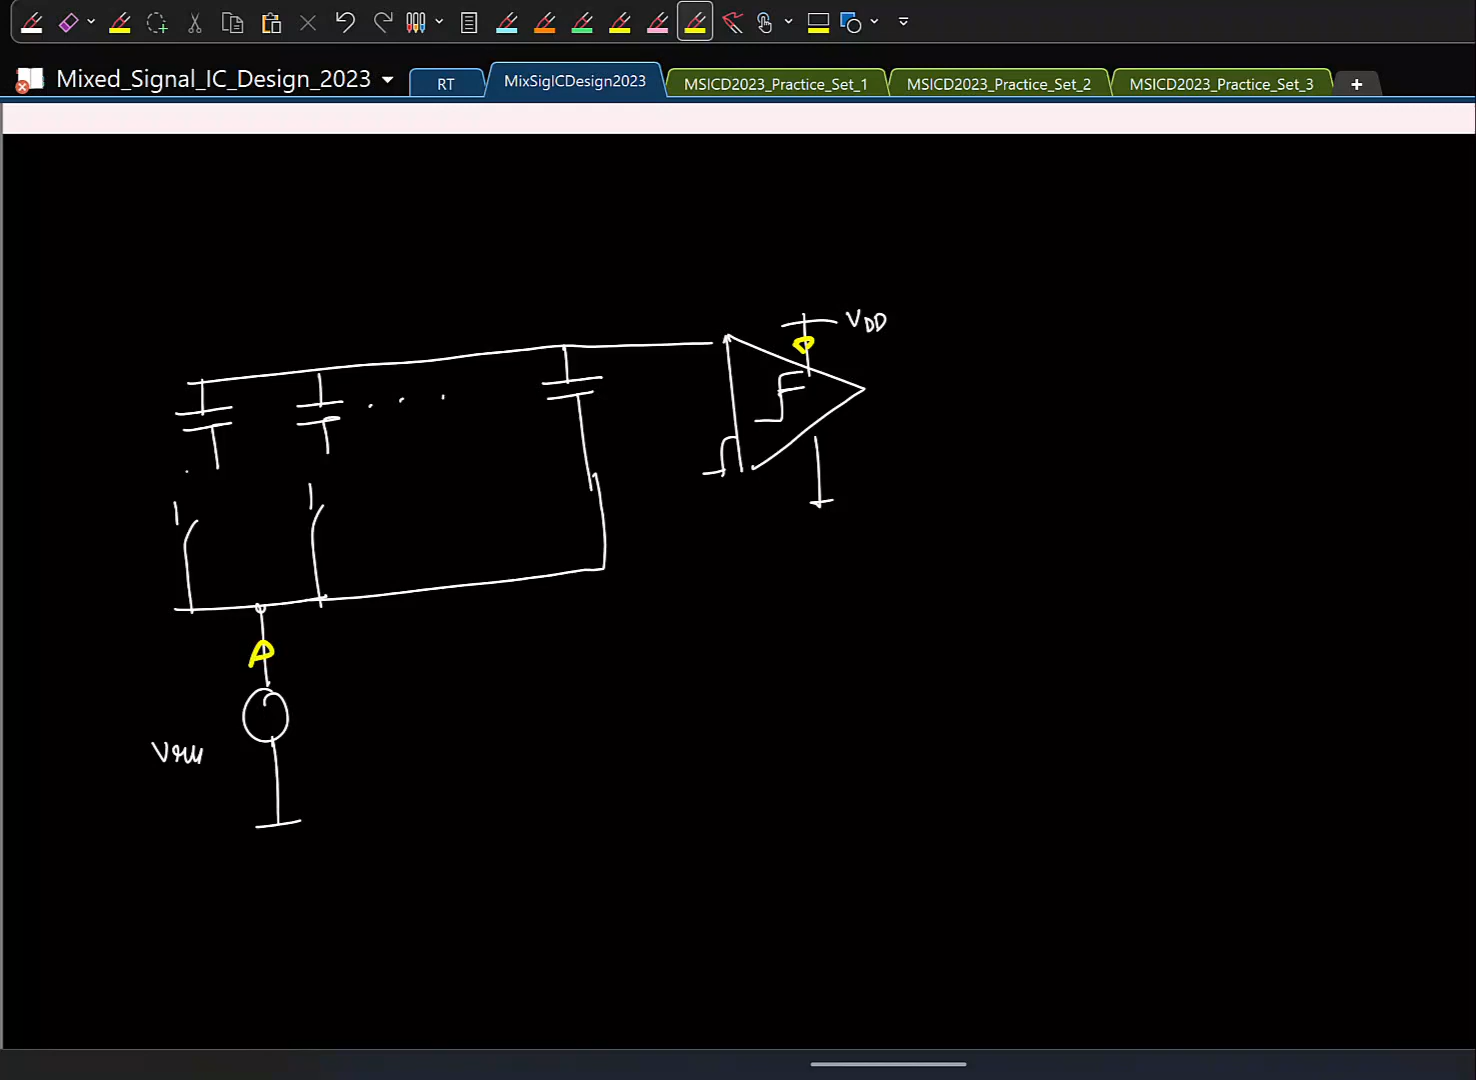 Mixed_Signal_IC_Design_2023
RT
MixSigICDesign2023
MSICD2023_Practice_Set_1
MSICD2023_Practice_Set_2
MSICD2023_Practice_Set_3
VDD